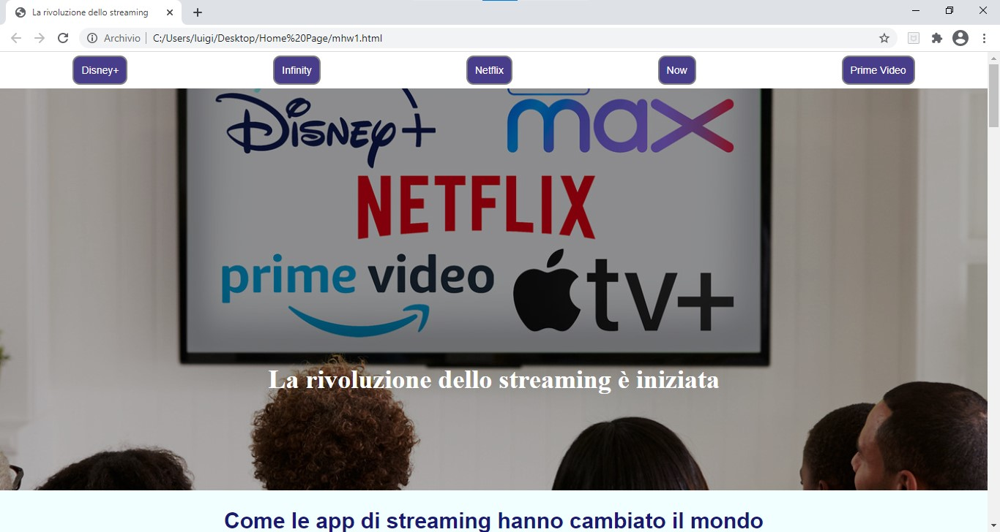 La rivoluzione dello streaming
Archivio C:/Users/luigi/Desktop/Home%20Page/mhw1.html
Disney+ Infinity Netflix Now Prime Video
Disney+ max
NETFLIX
prime video tv+
La rivoluzione dello streaming è iniziata
Come le app di streaming hanno cambiato il mondo